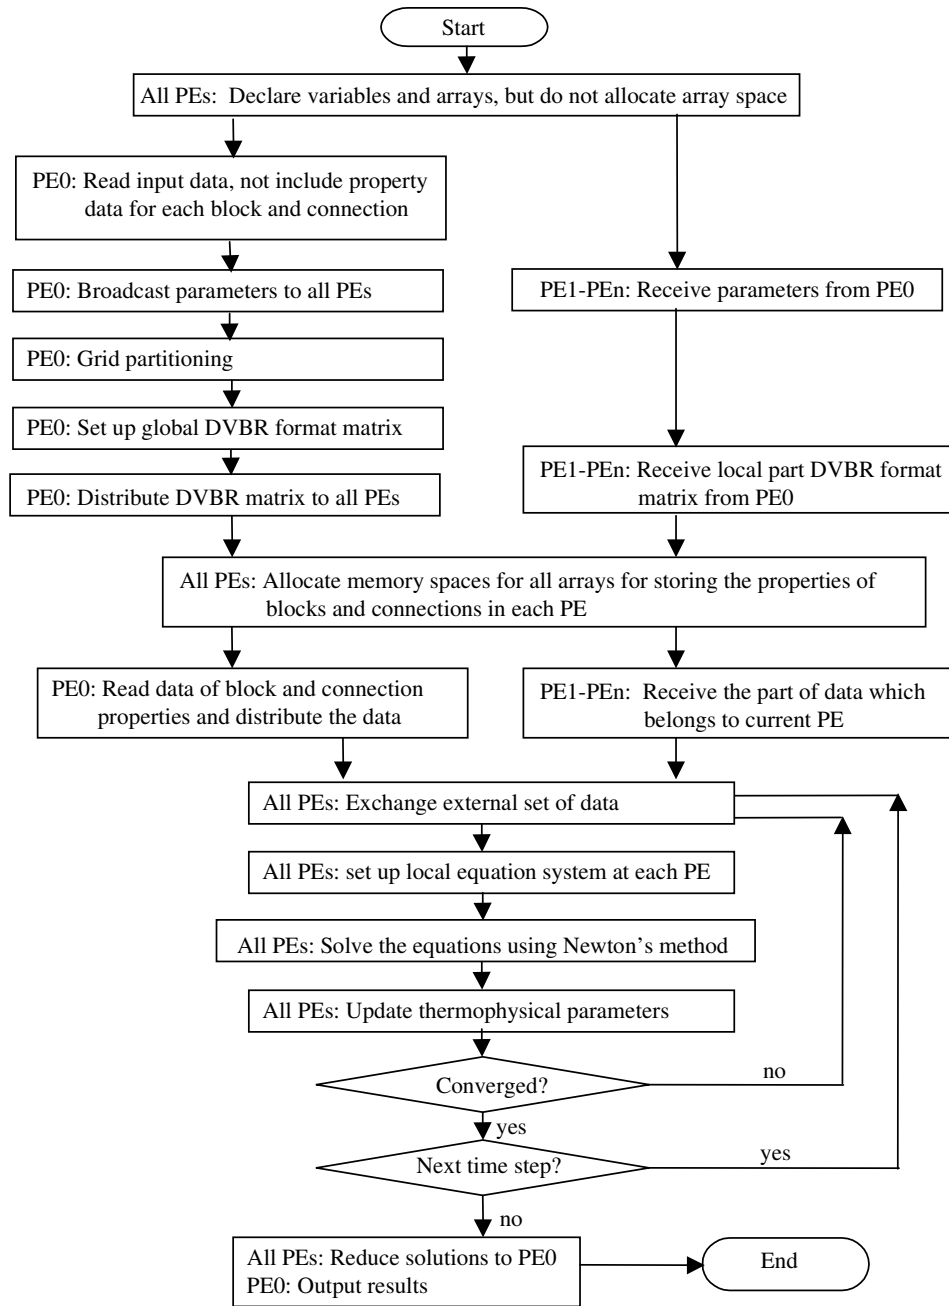 Start
All PEs: Declare variables and arrays, but do not allocate array space
PE0: Read input data, not include property
data for each block and connection
PE0: Broadcast parameters to all PEs
PE1-PEn: Receive parameters from PE0
PE0: Grid partitioning
PE0: Set up global DVBR format matrix
PE0: Distribute DVBR matrix to all PEs
PE1-PEn: Receive local part DVBR format
matrix from PE0
All PEs: Allocate memory spaces for all arrays for storing the properties of
blocks and connections in each PE
PE0: Read data of block and connection
properties and distribute the data
PE1-PEn: Receive the part of data which
belongs to current PE
All PEs: Exchange external set of data
All PEs: set up local equation system at each PE
All PEs: Solve the equations using Newton's method
All PEs: Update thermophysical parameters
Converged?
no
yes
Next time step?
yes
no
All PEs: Reduce solutions to PE0
PE0: Output results
End